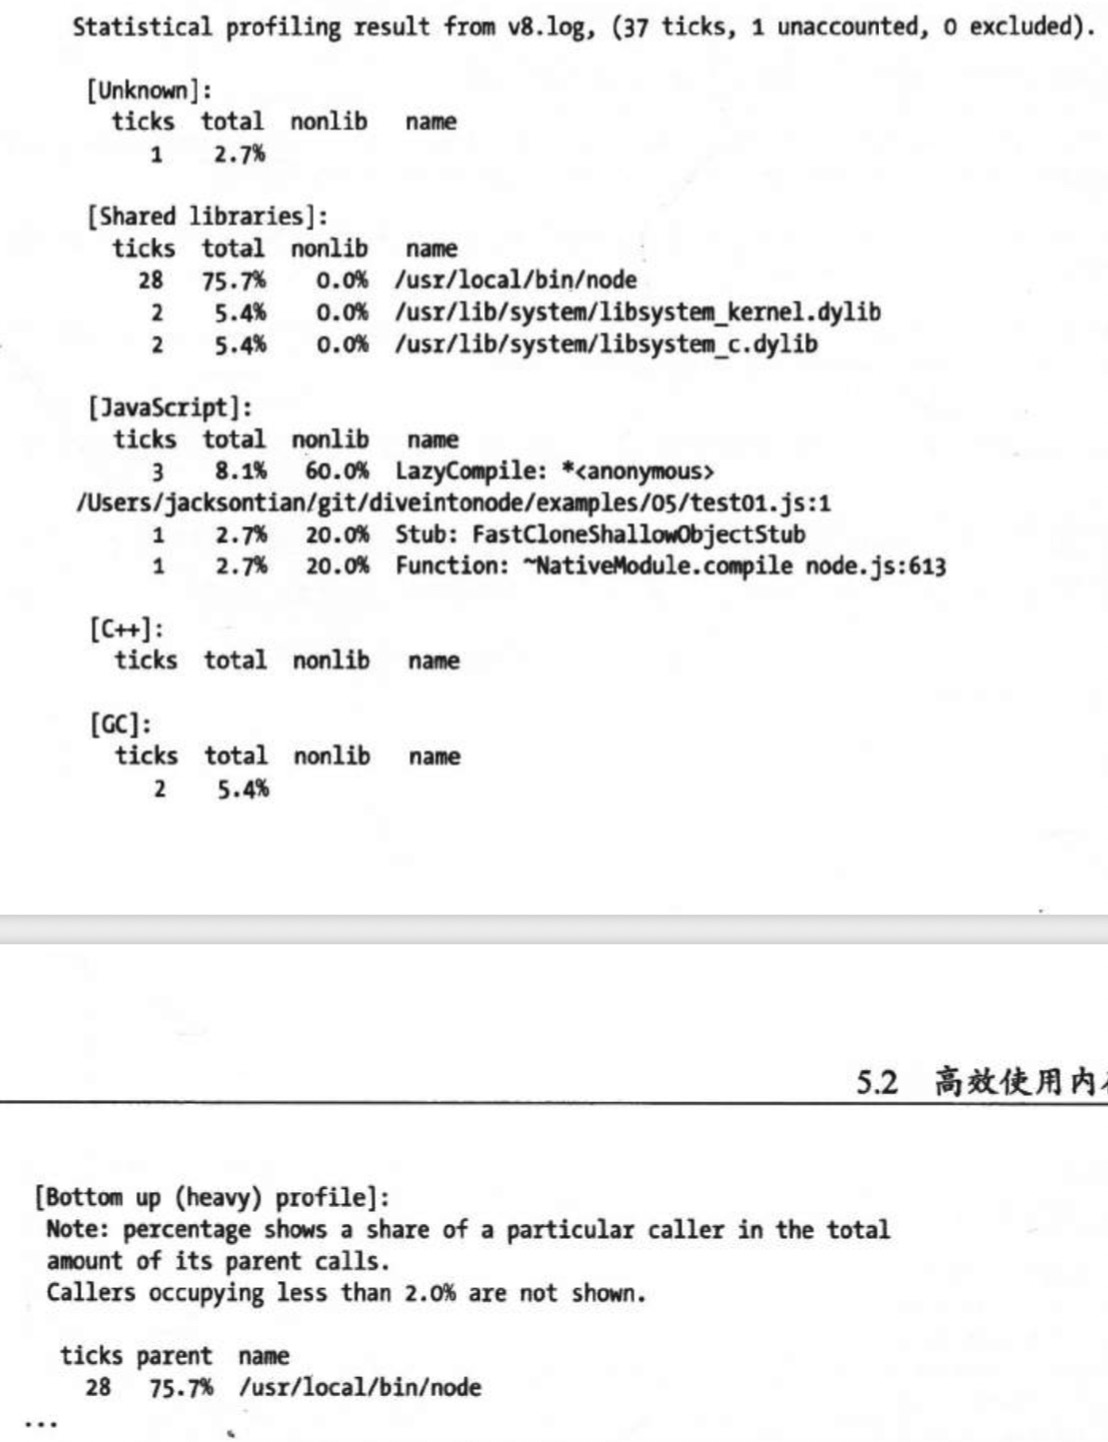 Statistical profiling result from v8.log, (37 ticks, 1 unaccounted, 0 excluded).
[Unknown]:
ticks total nonlib name
1 2.7%
[Shared libraries]:
ticks total nonlib name
28 75.7% 0.0% /usr/local/bin/node
2 5.4% 0.0% /usr/lib/system/libsystem_kernel.dylib
2 5.4% 0.0% /usr/lib/system/libsystem_c.dylib
[JavaScript]:
ticks total nonlib name
3 8.1% 60.0% LazyCompile: *<anonymous>
/Users/jacksontian/git/diveintonode/examples/05/test01.js:1
1 2.7% 20.0% Stub: FastCloneShallowObjectStub
1 2.7% 20.0% Function: ~NativeModule.compile node.js:613
[C++]:
ticks total nonlib name
[GC]:
ticks total nonlib name
2 5.4%
5.2 高效使用内
[Bottom up (heavy) profile]:
Note: percentage shows a share of a particular caller in the total
amount of its parent calls.
Callers occupying less than 2.0% are not shown.
ticks parent name
28 75.7% /usr/local/bin/node
...